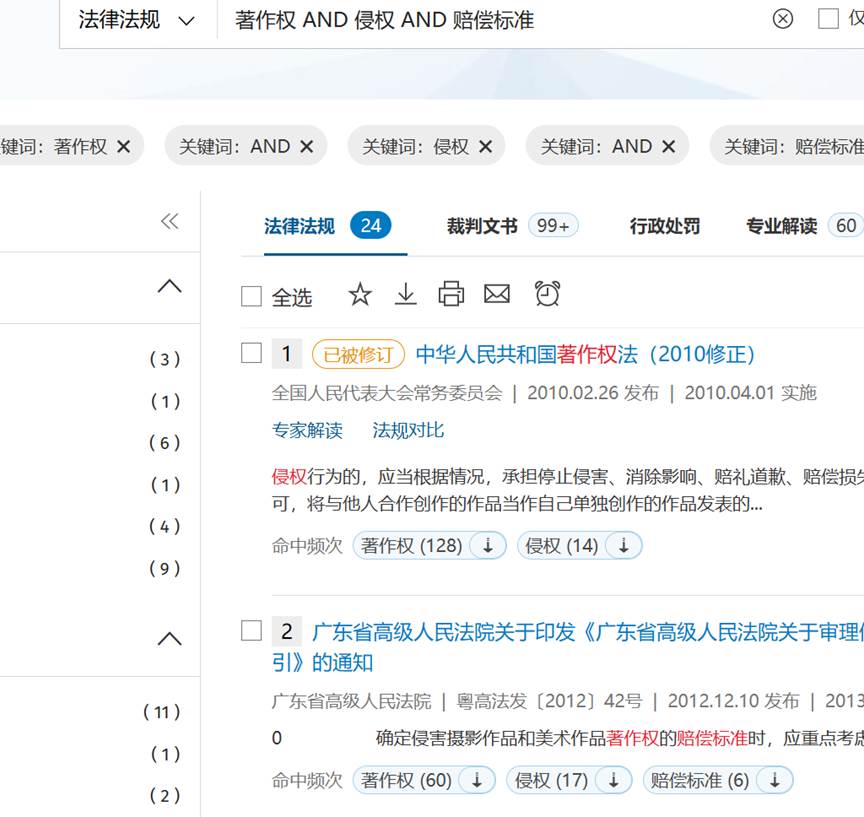 法律法规 著作权 AND 侵权 AND 赔偿标准 仅
键词：著作权 关键词：AND 关键词：侵权 关键词：AND 关键词：赔偿标准
法律法规 24 裁判文书 99+ 行政处罚 专业解读 60
全选
1 已被修订 中华人民共和国著作权法（2010修正）
全国人民代表大会常务委员会 | 2010.02.26 发布 | 2010.04.01 实施
专家解读 法规对比
侵权行为的，应当根据情况，承担停止侵害、消除影响、赔礼道歉、赔偿损失
可，将与他人合作创作的作品当作自己单独创作的作品发表的...
命中频次 著作权 (128) 侵权 (14)
2 广东省高级人民法院关于印发《广东省高级人民法院关于审理
引》的通知
广东省高级人民法院 | 粤高法发〔2012〕42号 | 2012.12.10 发布 | 2013
0 确定侵害摄影作品和美术作品著作权的赔偿标准时，应重点考虑
命中频次 著作权 (60) 侵权 (17) 赔偿标准 (6)
(3)
(1)
(6)
(1)
(4)
(9)
(11)
(1)
(2)